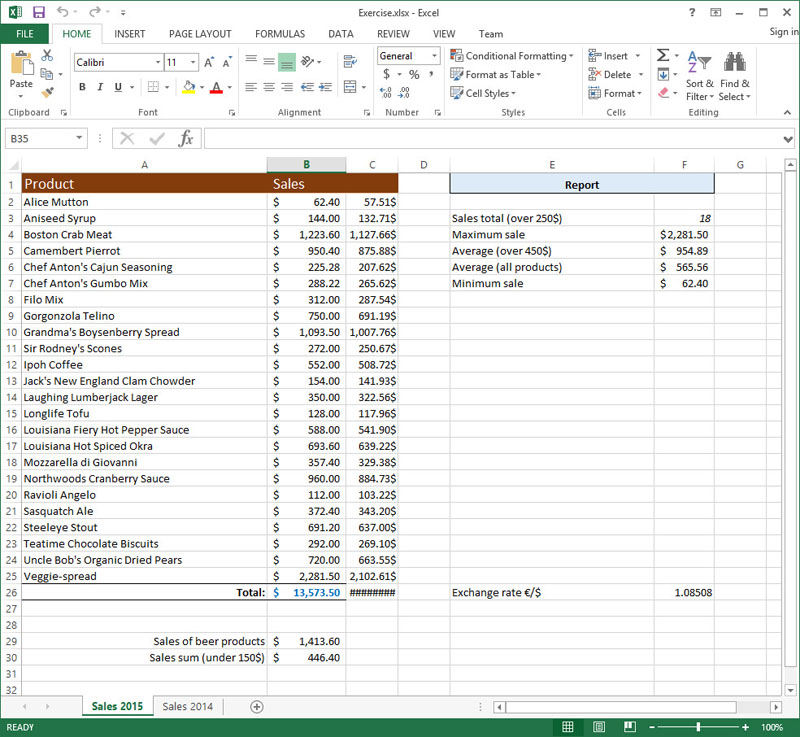 Exercise.xlsx - Excel
?
FILE HOME INSERT PAGE LAYOUT FORMULAS DATA REVIEW VIEW Team Sign in
Paste
Clipboard
Calibri 11
B I U
Font
Alignment
General
$ % ,
Number
Conditional Formatting
Format as Table
Cell Styles
Styles
Insert
Delete
Format
Cells
Sort & Filter
Find & Select
Editing
B35 fx
A B C D E F G
1 Product Sales Report
2 Alice Mutton $ 62.40 57.51$
3 Aniseed Syrup $ 144.00 132.71$ Sales total (over 250$) 18
4 Boston Crab Meat $ 1,223.60 1,127.66$ Maximum sale $2,281.50
5 Camembert Pierrot $ 950.40 875.88$ Average (over 450$) $ 954.89
6 Chef Anton's Cajun Seasoning $ 225.28 207.62$ Average (all products) $ 565.56
7 Chef Anton's Gumbo Mix $ 288.22 265.62$ Minimum sale $ 62.40
8 Filo Mix $ 312.00 287.54$
9 Gorgonzola Telino $ 750.00 691.19$
10 Grandma's Boysenberry Spread $ 1,093.50 1,007.76$
11 Sir Rodney's Scones $ 272.00 250.67$
12 Ipoh Coffee $ 552.00 508.72$
13 Jack's New England Clam Chowder $ 154.00 141.93$
14 Laughing Lumberjack Lager $ 350.00 322.56$
15 Longlife Tofu $ 128.00 117.96$
16 Louisiana Fiery Hot Pepper Sauce $ 588.00 541.90$
17 Louisiana Hot Spiced Okra $ 693.60 639.22$
18 Mozzarella di Giovanni $ 357.40 329.38$
19 Northwoods Cranberry Sauce $ 960.00 884.73$
20 Ravioli Angelo $ 112.00 103.22$
21 Sasquatch Ale $ 372.40 343.20$
22 Steeleye Stout $ 691.20 637.00$
23 Teatime Chocolate Biscuits $ 292.00 269.10$
24 Uncle Bob's Organic Dried Pears $ 720.00 663.55$
25 Veggie-spread $ 2,281.50 2,102.61$
26 Total: $ 13,573.50 ######## Exchange rate €/$ 1.08508
27
28
29 Sales of beer products $ 1,413.60
30 Sales sum (under 150$) $ 446.40
31
32
Sales 2015 Sales 2014
READY 100%